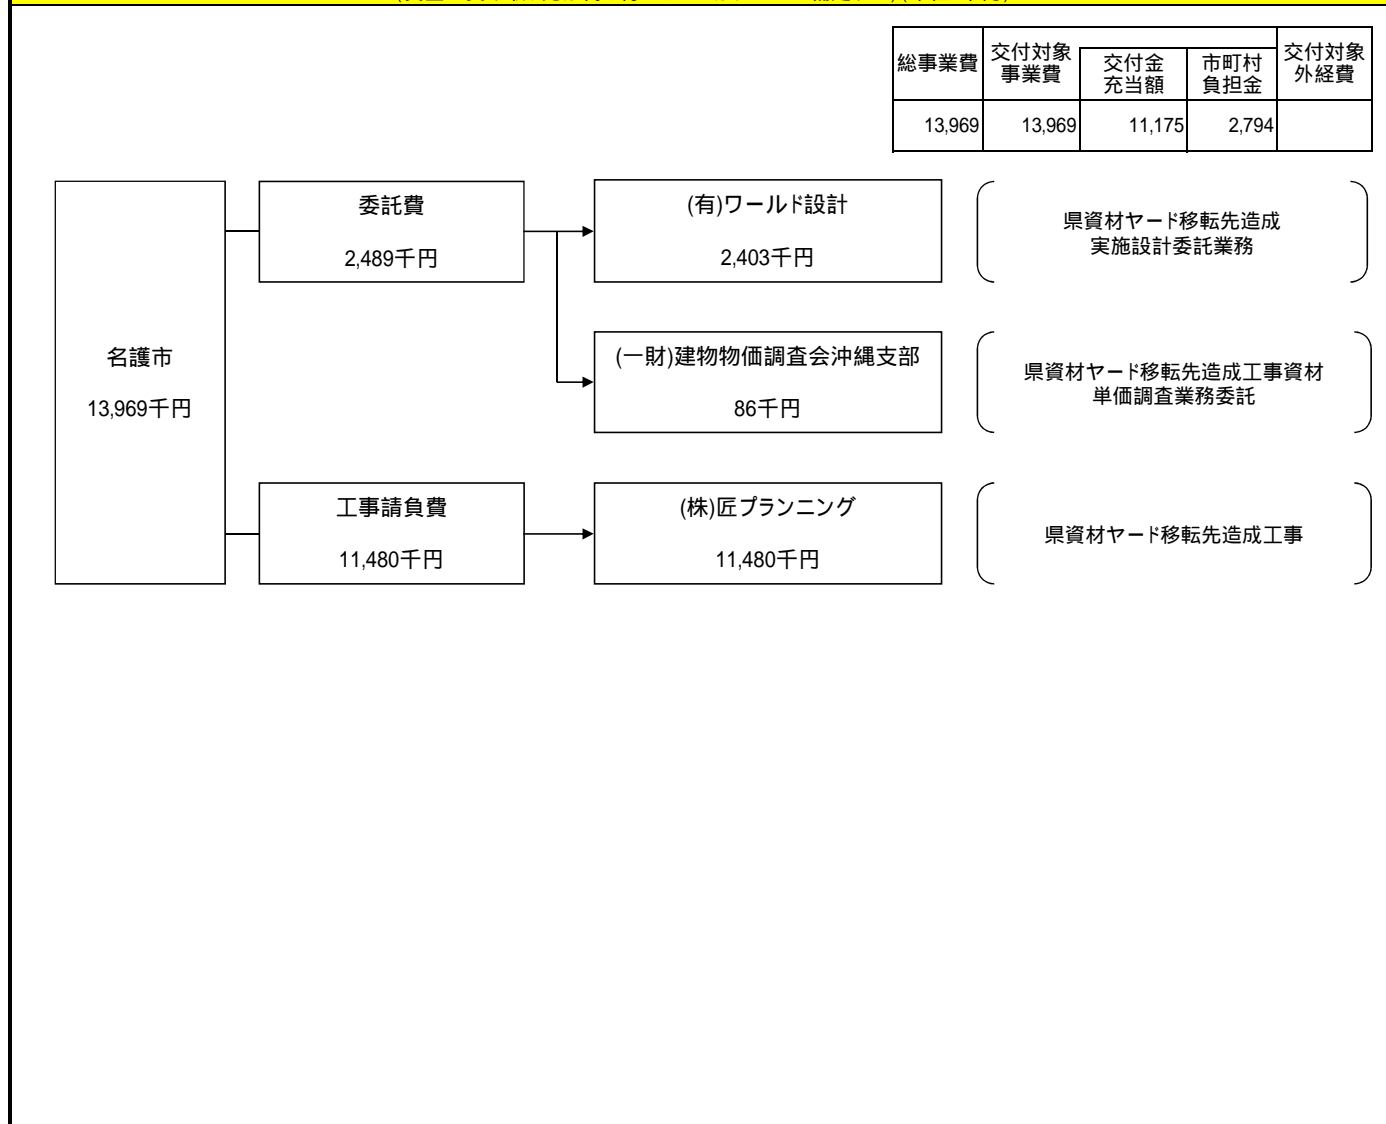 総事業費
交付対象
事業費
交付金
充当額
市町村
負担金
交付対象
外経費
13,969
13,969
11,175
2,794
名護市
13,969千円
委託費
2,489千円
(有)ワールド設計
2,403千円
県資材ヤード移転先造成
実施設計委託業務
(一財)建物物価調査会沖縄支部
86千円
県資材ヤード移転先造成工事資材
単価調査業務委託
工事請負費
11,480千円
(株)匠プランニング
11,480千円
県資材ヤード移転先造成工事